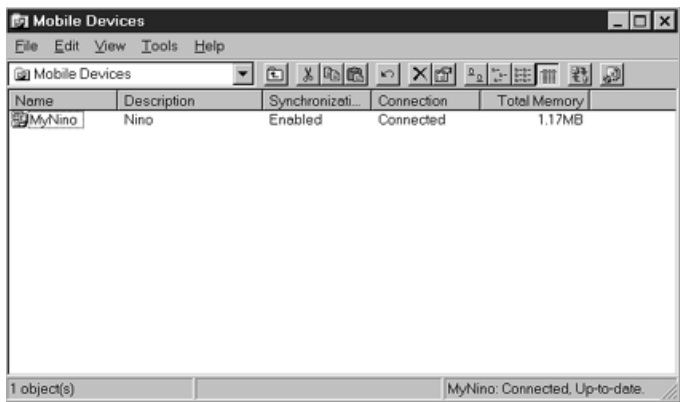 Mobile Devices
File Edit View Tools Help
Mobile Devices
Name Description Synchronizati... Connection Total Memory
MyNino Nino Enabled Connected 1.17MB
1 object(s) MyNino: Connected, Up-to-date.